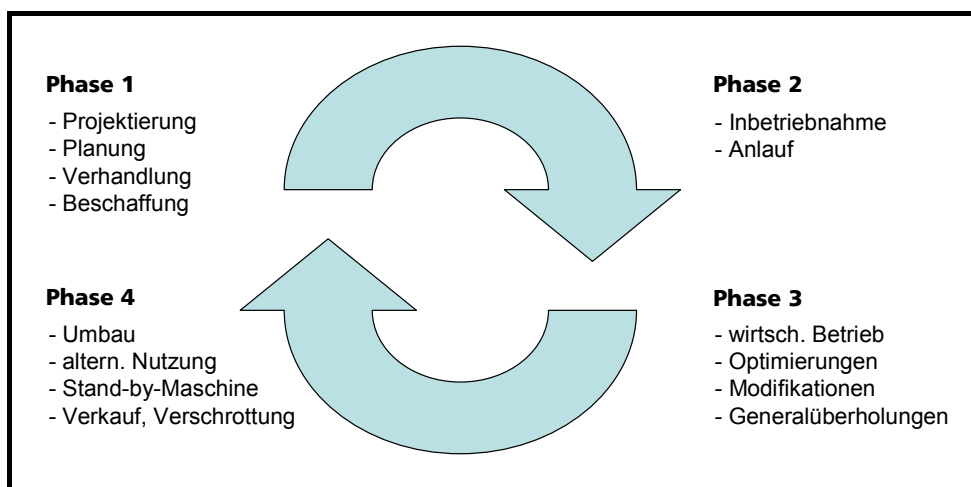 Phase 1
- Projektierung
- Planung
- Verhandlung
- Beschaffung
Phase 2
- Inbetriebnahme
- Anlauf
Phase 4
- Umbau
- altern. Nutzung
- Stand-by-Maschine
- Verkauf, Verschrottung
Phase 3
- wirtsch. Betrieb
- Optimierungen
- Modifikationen
- Generalüberholungen